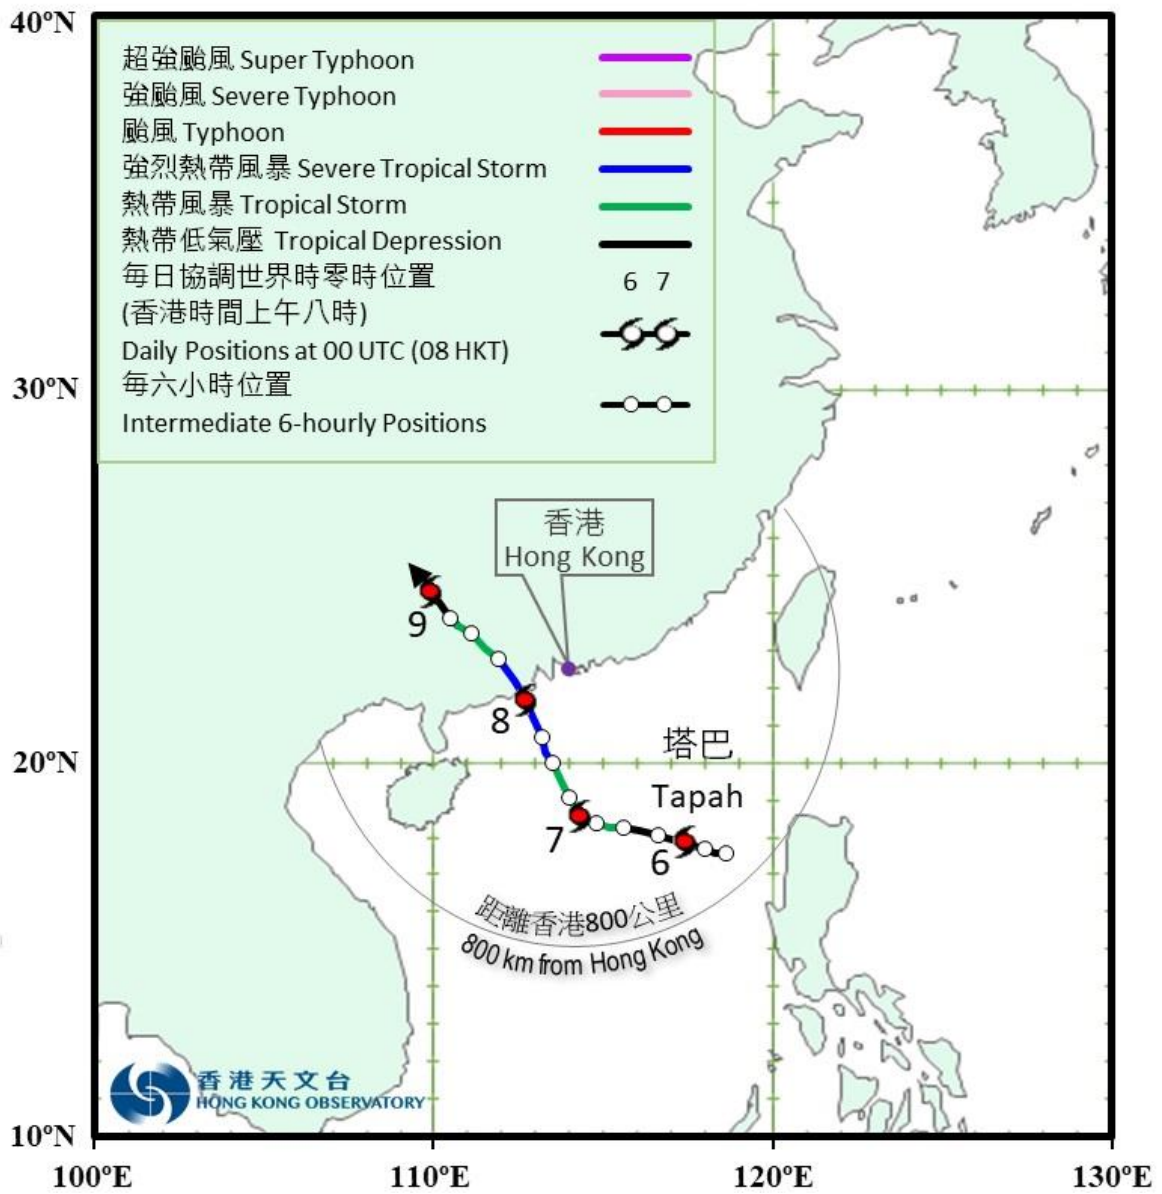 40ºN
超強颱風 Super Typhoon
強颱風 Severe Typhoon
颱風 Typhoon
強烈熱帶風暴 Severe Tropical Storm
熱帶風暴 Tropical Storm
熱帶低氣壓 Tropical Depression
每日協調世界時零時位置 6 7
(香港時間上午八時)
Daily Positions at 00 UTC (08 HKT)
每六小時位置
Intermediate 6-hourly Positions
30ºN
香港
Hong Kong
9
8
塔巴
20ºN
Tapah
7
6
距離香港800公里
800 km from Hong Kong
香港天文台
HONG KONG OBSERVATORY
10ºN
100ºE 110ºE 120ºE 130ºE